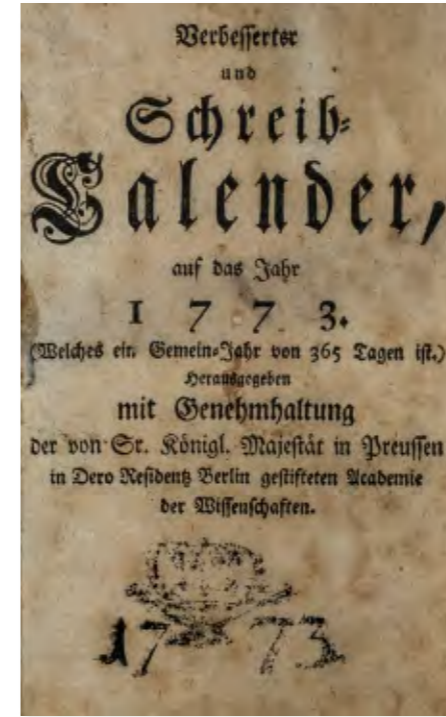 Verbesserter
und
Schreib-
Calender,
auf das Jahr
1 7 7 3.
(Welches ein Gemein-Jahr von 365 Tagen ist.)
Herausgegeben
mit Genehmhaltung
der von Sr. Königl. Majestät in Preussen
in Dero Residentz Berlin gestifteten Academie
der Wissenschaften.
1773